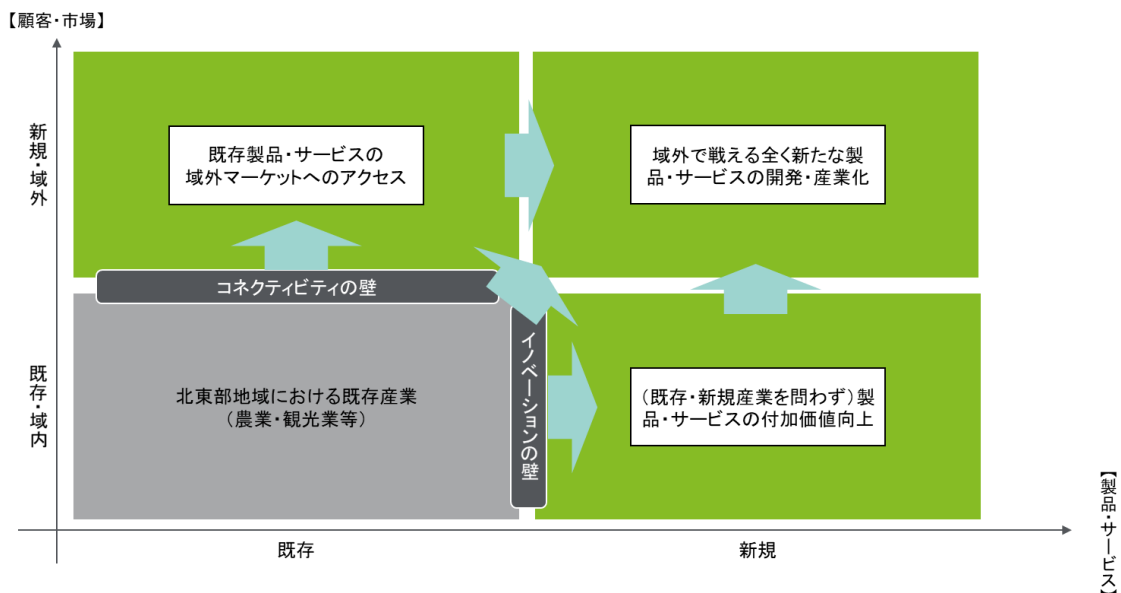 【顧客・市場】
新規・域外
既存製品・サービスの
域外マーケットへのアクセス
域外で戦える全く新たな製
品・サービスの開発・産業化
コネクティビティの壁
イノベーションの壁
既存・域内
北東部地域における既存産業
（農業・観光業等）
（既存・新規産業を問わず）製
品・サービスの付加価値向上
【製品・サービス】
既存
新規